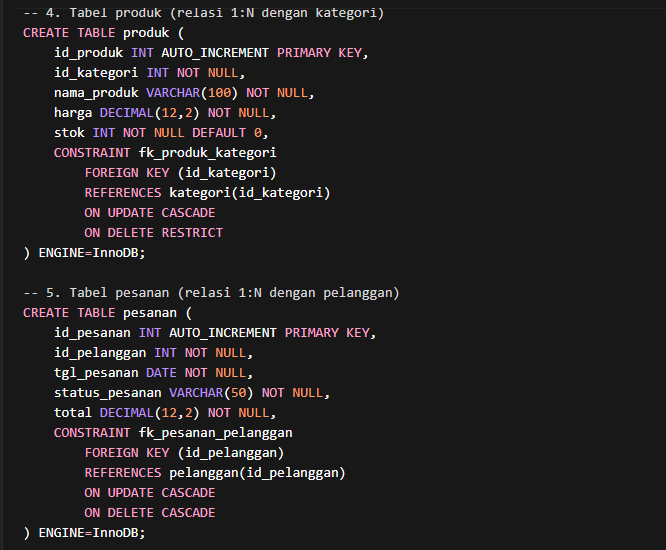 -- 4. Tabel produk (relasi 1:N dengan kategori)
CREATE TABLE produk (
    id_produk INT AUTO_INCREMENT PRIMARY KEY,
    id_kategori INT NOT NULL,
    nama_produk VARCHAR(100) NOT NULL,
    harga DECIMAL(12,2) NOT NULL,
    stok INT NOT NULL DEFAULT 0,
    CONSTRAINT fk_produk_kategori
        FOREIGN KEY (id_kategori)
        REFERENCES kategori(id_kategori)
        ON UPDATE CASCADE
        ON DELETE RESTRICT
) ENGINE=InnoDB;

-- 5. Tabel pesanan (relasi 1:N dengan pelanggan)
CREATE TABLE pesanan (
    id_pesanan INT AUTO_INCREMENT PRIMARY KEY,
    id_pelanggan INT NOT NULL,
    tgl_pesanan DATE NOT NULL,
    status_pesanan VARCHAR(50) NOT NULL,
    total DECIMAL(12,2) NOT NULL,
    CONSTRAINT fk_pesanan_pelanggan
        FOREIGN KEY (id_pelanggan)
        REFERENCES pelanggan(id_pelanggan)
        ON UPDATE CASCADE
        ON DELETE CASCADE
) ENGINE=InnoDB;